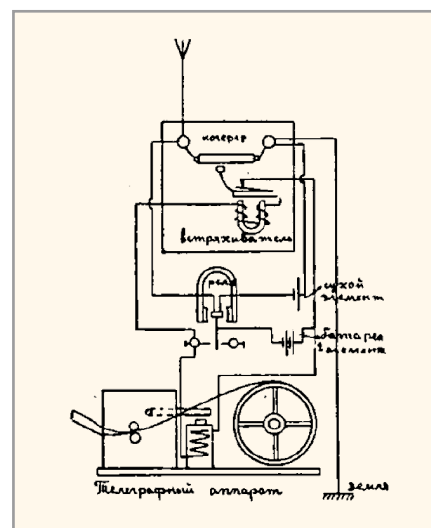 когерер
встряхиватель
реле
сухой
элемент
батарея
элемент
Телеграфный аппарат
земля